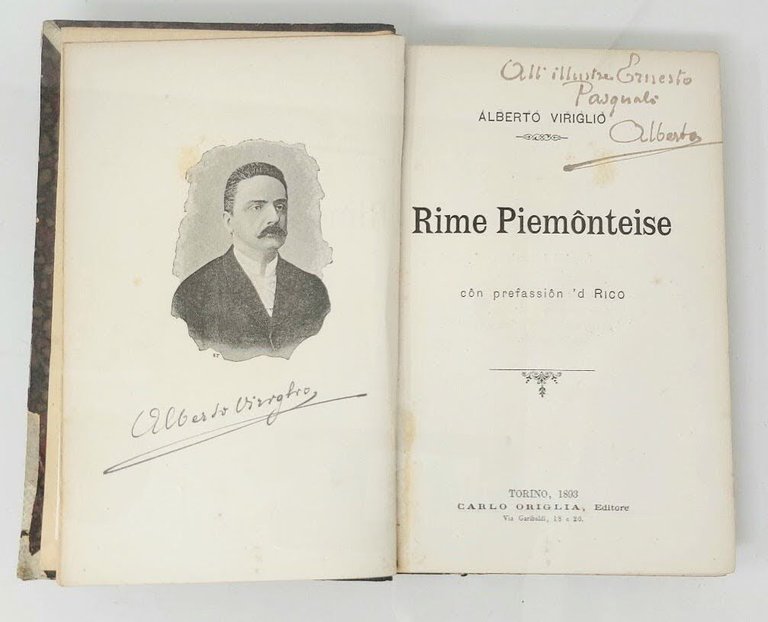 Alberto Viriglio
All'illustre Ernesto
Pasquali
Alberto
ALBERTÔ VIRIGLIÔ
Rime Piemônteise
côn prefassiôn 'd RICO
TORINO, 1893
CARLO ORIGLIA, Editore
Via Garibaldi, 18 e 20.